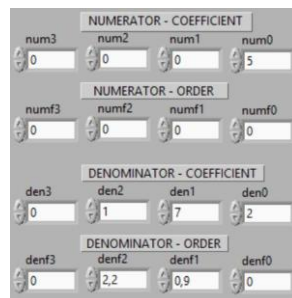 NUMERATOR - COEFFICIENT
num3 num2 num1 num0
0 0 0 5
NUMERATOR - ORDER
numf3 numf2 numf1 numf0
0 0 0 0
DENOMINATOR - COEFFICIENT
den3 den2 den1 den0
0 1 7 2
DENOMINATOR - ORDER
denf3 denf2 denf1 denf0
0 2,2 0,9 0